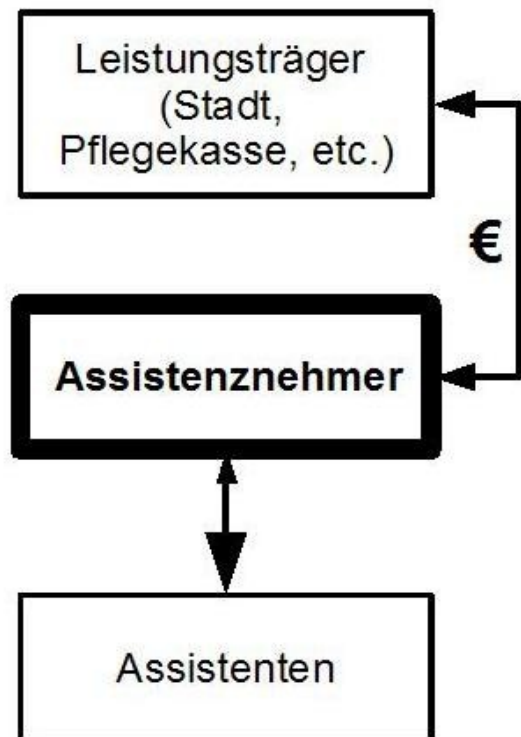 Leistungsträger
(Stadt,
Pflegekasse, etc.)
€
Assistenznehmer
Assistenten